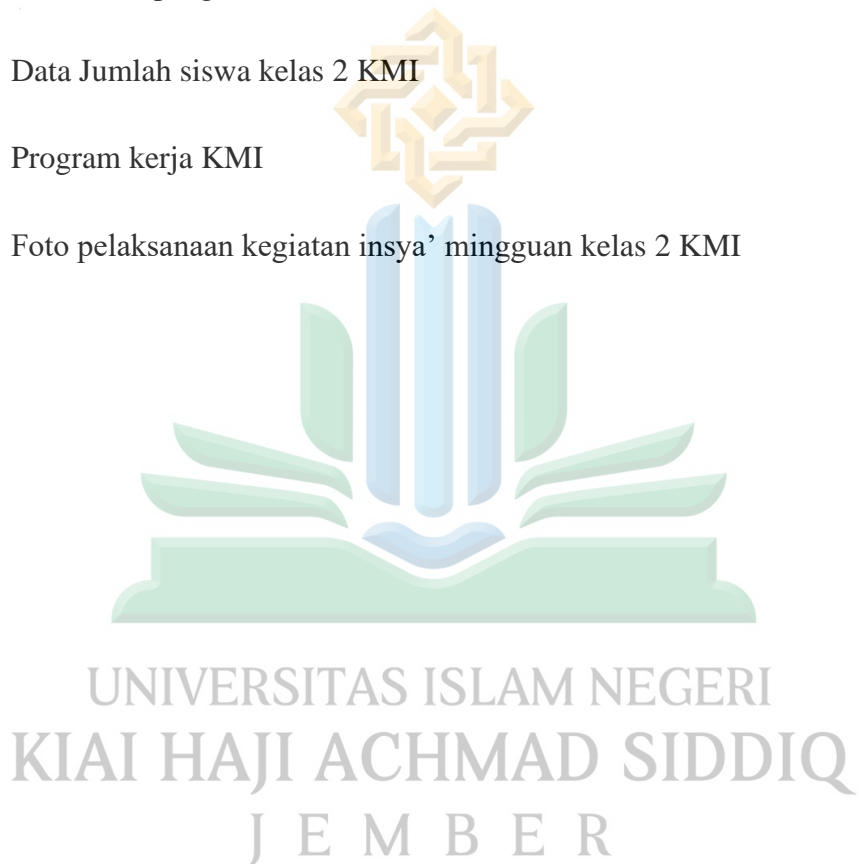 Data Jumlah siswa kelas 2 KMI
Program kerja KMI
Foto pelaksanaan kegiatan insya’ mingguan kelas 2 KMI
UNIVERSITAS ISLAM NEGERI
KIAI HAJI ACHMAD SIDDIQ
J E M B E R